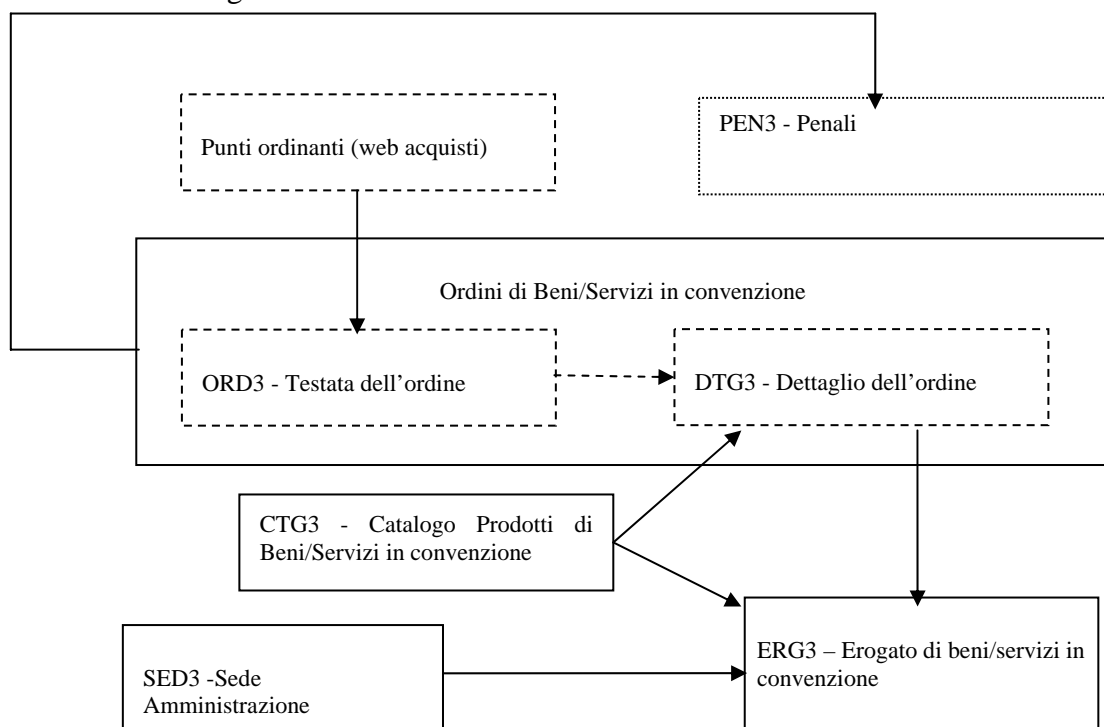 Punti ordinanti (web acquisti)
PEN3 - Penali
Ordini di Beni/Servizi in convenzione
ORD3 - Testata dell’ordine
DTG3 - Dettaglio dell’ordine
CTG3 - Catalogo Prodotti di
Beni/Servizi in convenzione
ERG3 – Erogato di beni/servizi in
convenzione
SED3 -Sede
Amministrazione